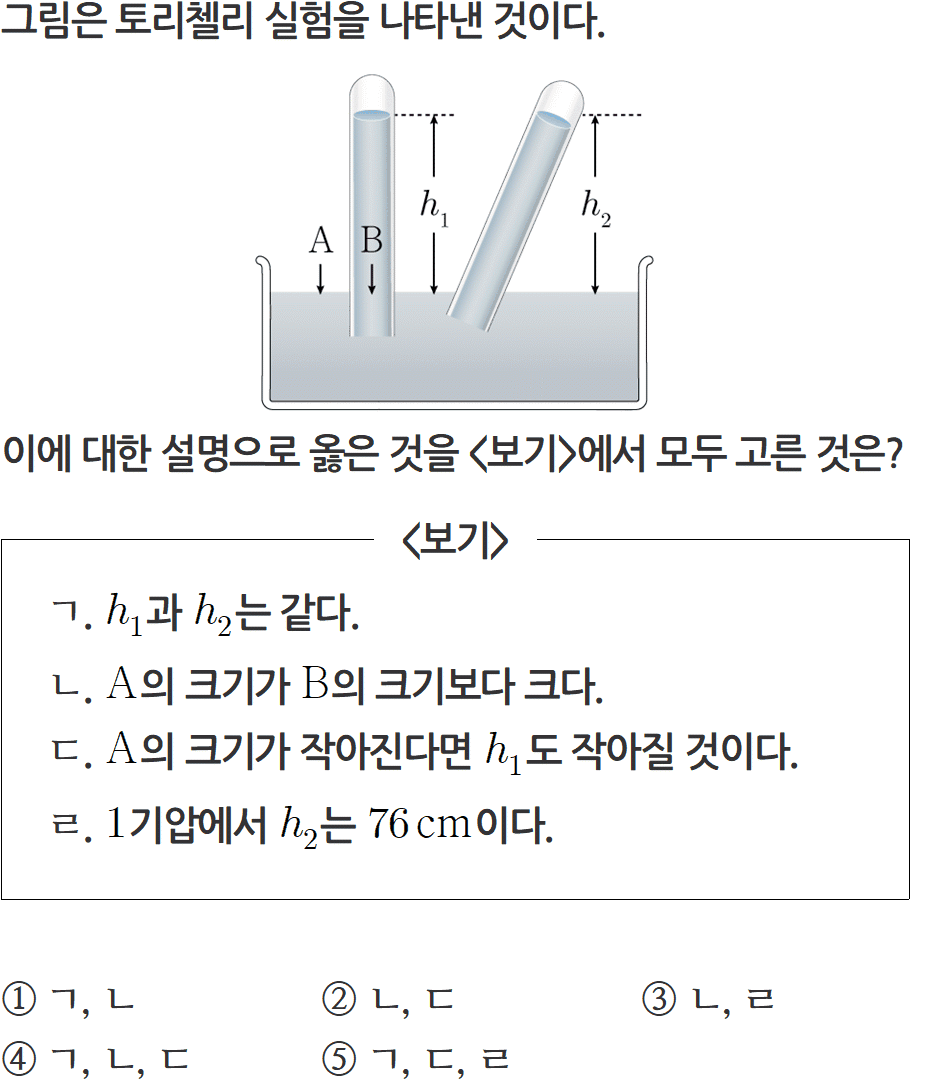 그림은 토리첼리 실험을 나타낸 것이다.
A B h₁ h₂
이에 대한 설명으로 옳은 것을 <보기>에서 모두 고른 것은?
<보기>
ㄱ. h₁과 h₂는 같다.
ㄴ. A의 크기가 B의 크기보다 크다.
ㄷ. A의 크기가 작아진다면 h₁도 작아질 것이다.
ㄹ. 1기압에서 h₂는 76 cm이다.
① ㄱ, ㄴ ② ㄴ, ㄷ ③ ㄴ, ㄹ
④ ㄱ, ㄴ, ㄷ ⑤ ㄱ, ㄷ, ㄹ